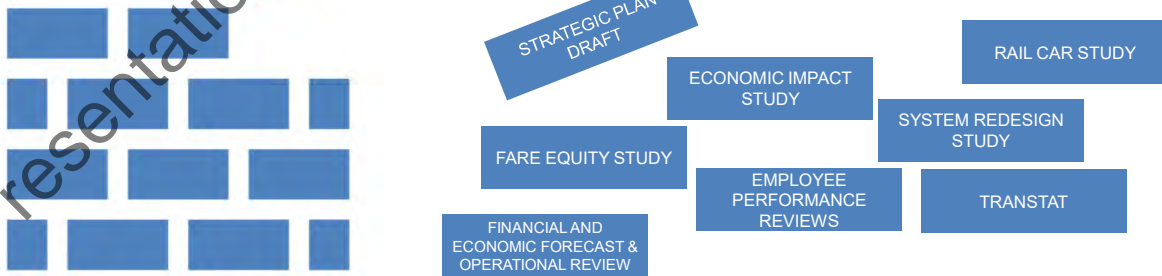 resentatio
STRATEGIC PLAN
DRAFT
RAIL CAR STUDY
ECONOMIC IMPACT
STUDY
SYSTEM REDESIGN
STUDY
FARE EQUITY STUDY
EMPLOYEE
PERFORMANCE
REVIEWS
TRANSTAT
FINANCIAL AND
ECONOMIC FORECAST &
OPERATIONAL REVIEW